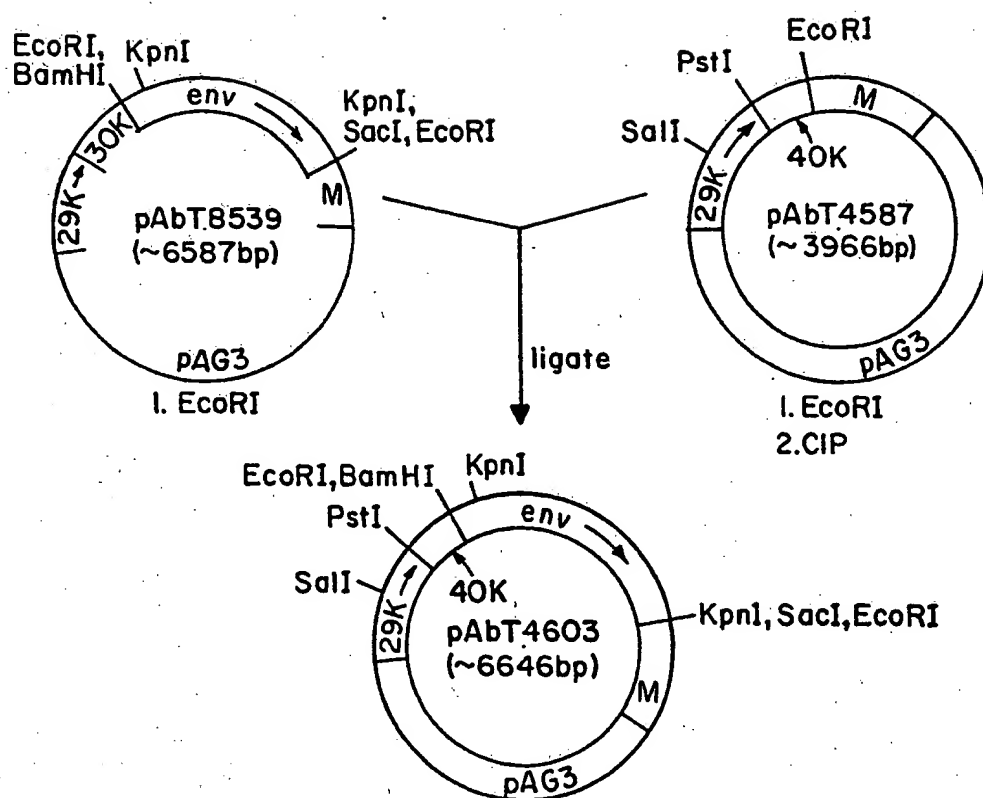 EcoRI,
BamHI
KpnI
env
KpnI,
SacI, EcoRI
30K
29K
M
pAbT8539
(~6587bp)
pAG3
1. EcoRI
EcoRI
PstI
M
SalI
40K
29K
pAbT4587
(~3966bp)
pAG3
1. EcoRI
2. CIP
ligate
EcoRI, BamHI
KpnI
PstI
env
SalI
40K
29K
KpnI, SacI, EcoRI
pAbT4603
(~6646bp)
M
pAG3